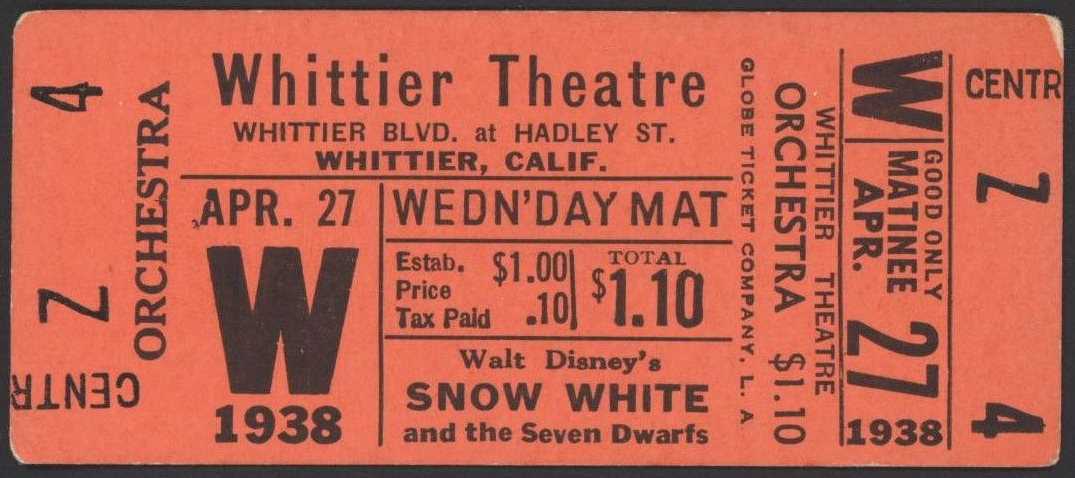 4
Z
CENTR
ORCHESTRA
Whittier Theatre
WHITTIER BLVD. at HADLEY ST.
WHITTIER, CALIF.
APR. 27
W
1938
WEDN'DAY MAT
Estab. $1.00
Price
Tax Paid .10
TOTAL
$1.10
Walt Disney's
SNOW WHITE
and the Seven Dwarfs
GLOBE TICKET COMPANY, L. A
ORCHESTRA $1.10
WHITTIER THEATRE
W
GOOD ONLY
MATINEE
APR. 27
1938
CENTR
Z
4